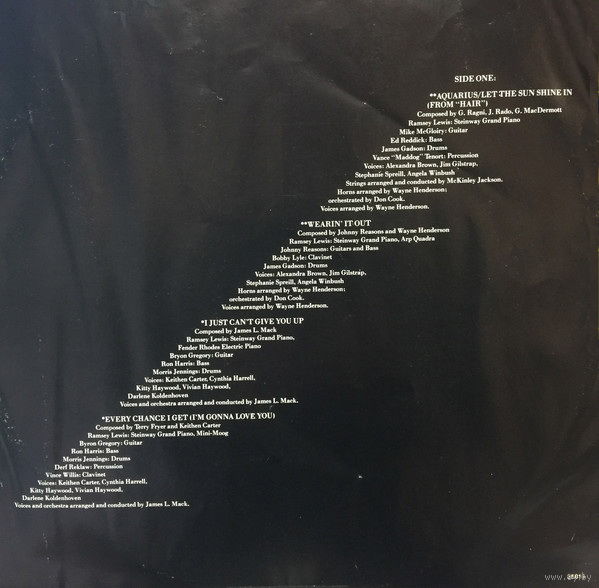 SIDE ONE:
**AQUARIUS/LET THE SUN SHINE IN
(FROM "HAIR")
Composed by G. Ragni, J. Rado, G. MacDermott
Ramsey Lewis: Steinway Grand Piano
Mike McGloiry: Guitar
Ed Reddick: Bass
James Gadson: Drums
Vance "Maddog" Tenort: Percussion
Voices: Alexandra Brown, Jim Gilstrap,
Stephanie Spreill, Angela Winbush
Strings arranged and conducted by McKinley Jackson.
Horns arranged by Wayne Henderson;
orchestrated by Don Cook.
Voices arranged by Wayne Henderson.
**WEARIN' IT OUT
Composed by Johnny Reasons and Wayne Henderson
Ramsey Lewis: Steinway Grand Piano, Arp Quadra
Johnny Reasons: Guitars and Bass
Bobby Lyle: Clavinet
James Gadson: Drums
Voices: Alexandra Brown, Jim Gilstrap,
Stephanie Spreill, Angela Winbush
Horns arranged by Wayne Henderson;
orchestrated by Don Cook.
Voices arranged by Wayne Henderson.
*I JUST CAN'T GIVE YOU UP
Composed by James L. Mack
Ramsey Lewis: Steinway Grand Piano,
Fender Rhodes Electric Piano
Bryon Gregory: Guitar
Ron Harris: Bass
Morris Jennings: Drums
Voices: Keithen Carter, Cynthia Harrell,
Kitty Haywood, Vivian Haywood,
Darlene Koldenhoven
Voices and orchestra arranged and conducted by James L. Mack.
*EVERY CHANCE I GET (I'M GONNA LOVE YOU)
Composed by Terry Fryer and Keithen Carter
Ramsey Lewis: Steinway Grand Piano, Mini-Moog
Byron Gregory: Guitar
Ron Harris: Bass
Morris Jennings: Drums
Derf Reklaw: Percussion
Vince Willis: Clavinet
Voices: Keithen Carter, Cynthia Harrell,
Kitty Haywood, Vivian Haywood,
Darlene Koldenhoven
Voices and orchestra arranged and conducted by James L. Mack.